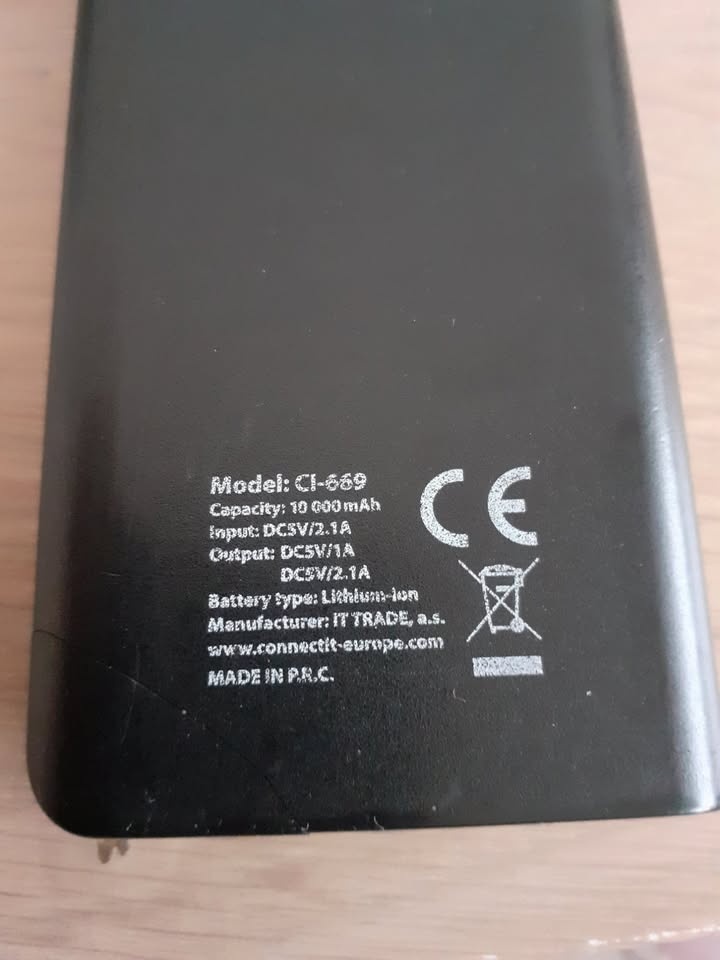 Model: CI-669
Capacity: 10 000 mAh
Input: DC5V/2.1A
Output: DC5V/1A
DC5V/2.1A
Battery type: Lithium-ion
Manufacturer: IT TRADE, a.s.
www.connectit-europe.com
MADE IN P.R.C.
CE